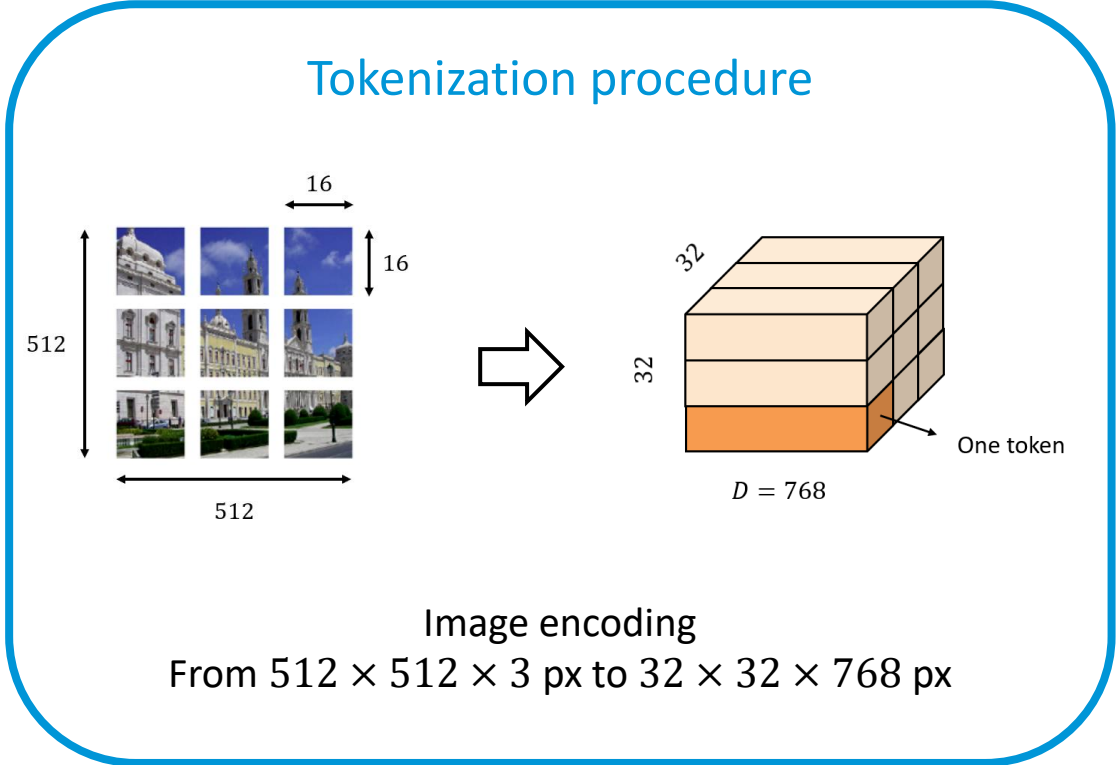 Tokenization procedure
16
16
512
512
32
32
One token
D = 768
Image encoding
From 512 × 512 × 3 px to 32 × 32 × 768 px